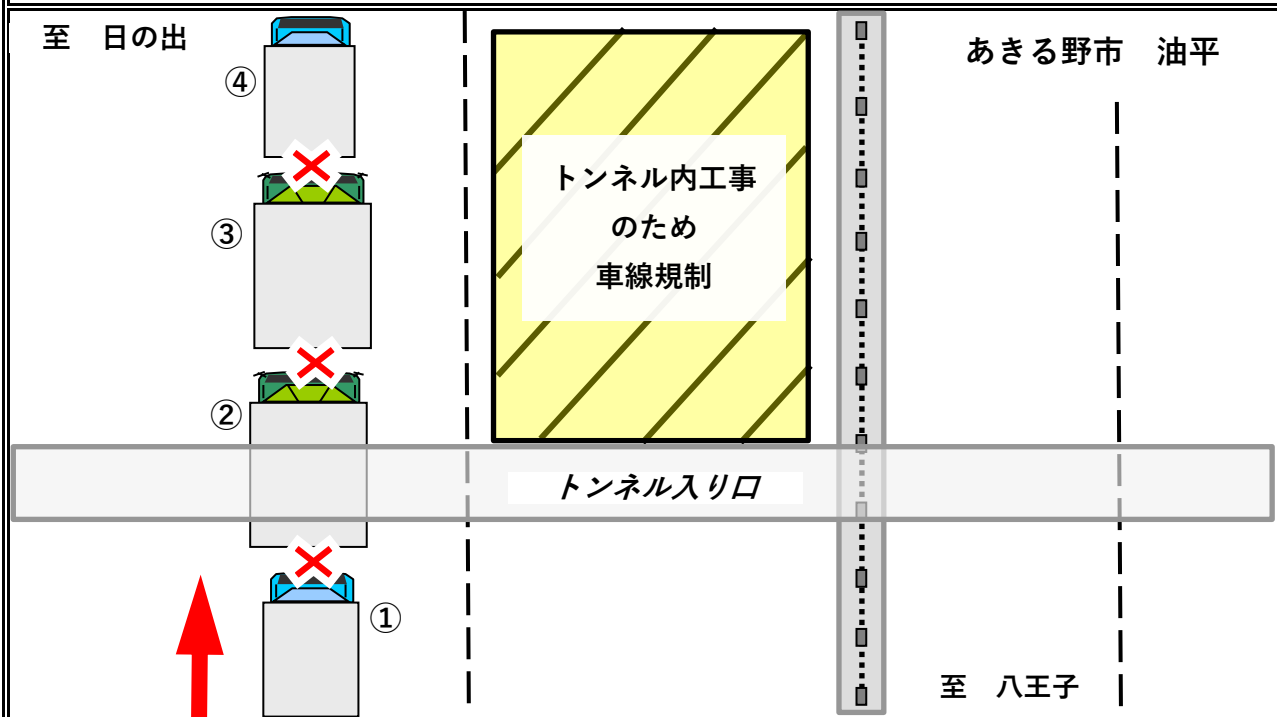 至　日の出
あきる野市　油平
④
トンネル内工事
のため
車線規制
③
②
トンネル入り口
①
至　八王子